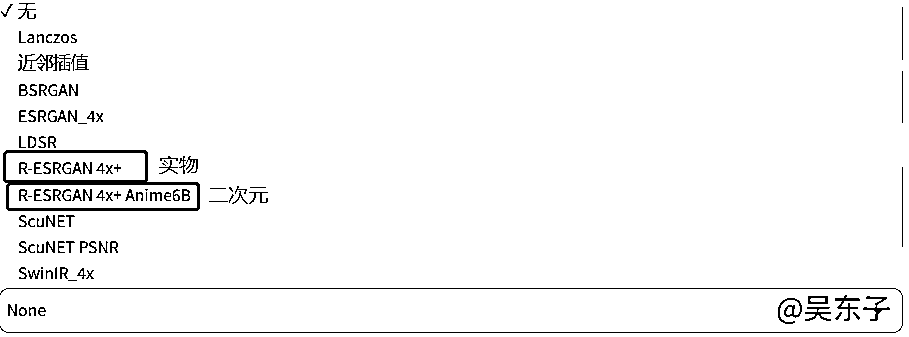 ✓ 无
Lanczos
近邻插值
BSRGAN
ESRGAN_4x
LDSR
R-ESRGAN 4x+ 实物
R-ESRGAN 4x+ Anime6B 二次元
ScuNET
ScuNET PSNR
SwinIR_4x
None @吴东子